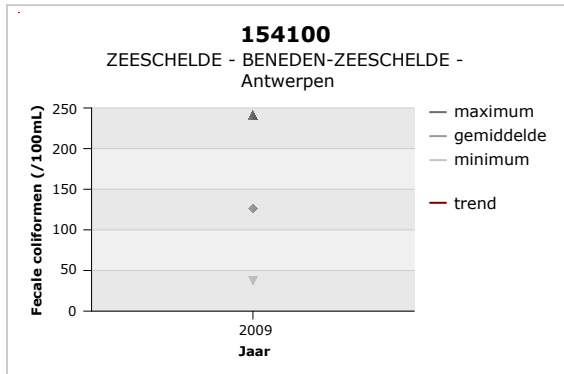 154100
ZEESCHELDE - BENEDEN-ZEESCHELDE -
Antwerpen
Fecale coliformen (/100mL)
250
200
150
100
50
0
2009
Jaar
maximum
gemiddelde
minimum
trend